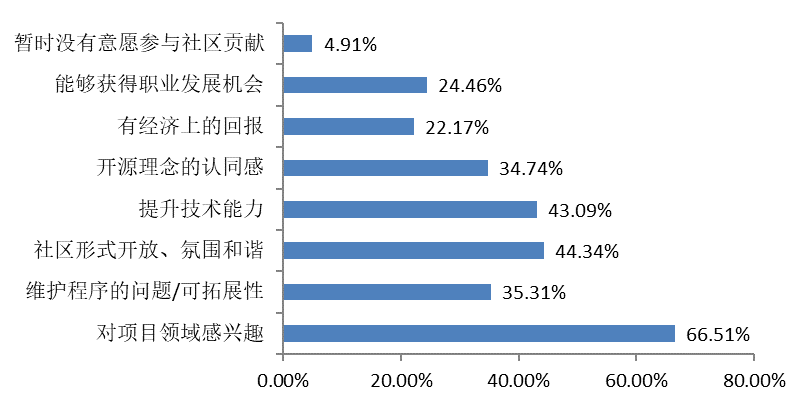 暂时没有意愿参与社区贡献 4.91%
能够获得职业发展机会 24.46%
有经济上的回报 22.17%
开源理念的认同感 34.74%
提升技术能力 43.09%
社区形式开放、氛围和谐 44.34%
维护程序的问题/可拓展性 35.31%
对项目领域感兴趣 66.51%
0.00% 20.00% 40.00% 60.00% 80.00%